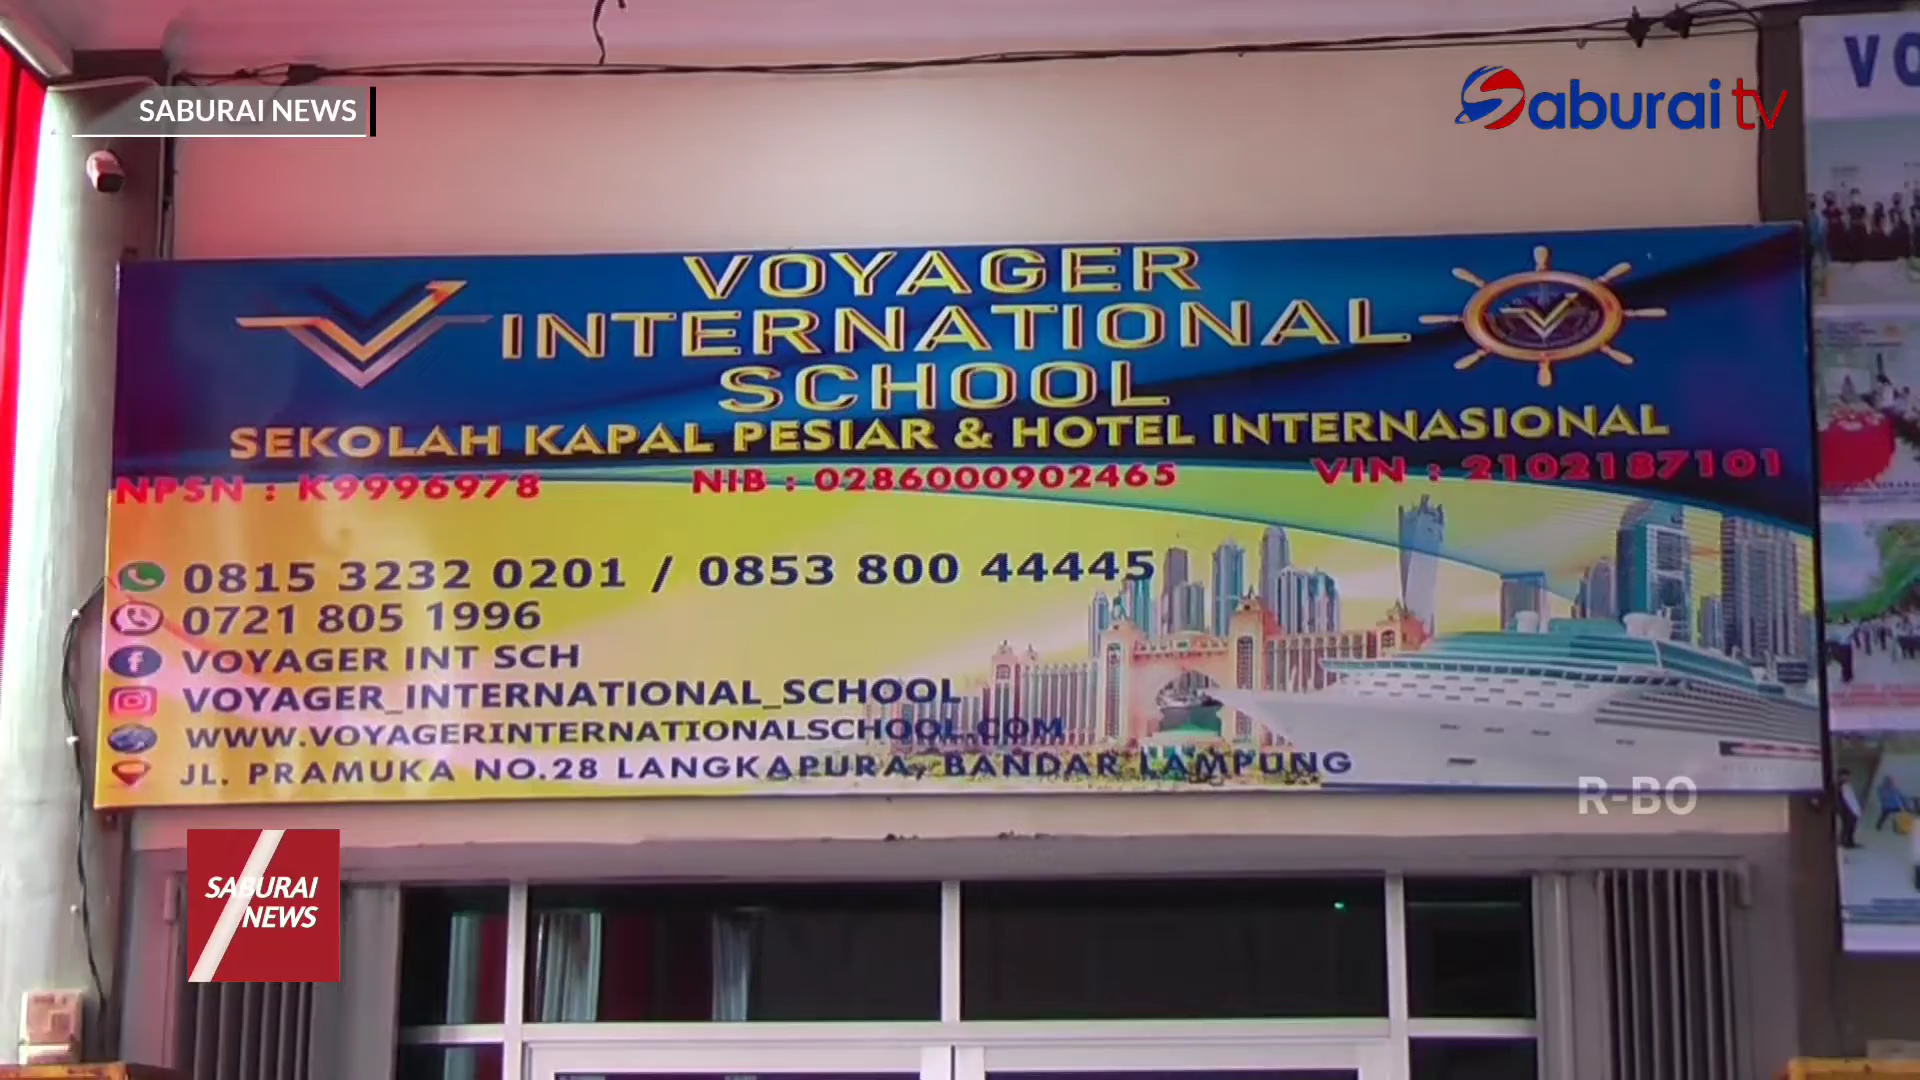 SABURAI NEWS
Saburai tv
VO
VOYAGER
INTERNATIONAL
SCHOOL
SEKOLAH KAPAL PESIAR & HOTEL INTERNASIONAL
NPSN : K9996978 NIB : 0286000902465 VIN : 2102187101
0815 3232 0201 / 0853 800 44445
0721 805 1996
VOYAGER INT SCH
VOYAGER_INTERNATIONAL_SCHOOL
WWW.VOYAGERINTERNATIONALSCHOOL.COM
JL. PRAMUKA NO.28 LANGKAPURA, BANDAR LAMPUNG
R-BO
SABURAI
NEWS